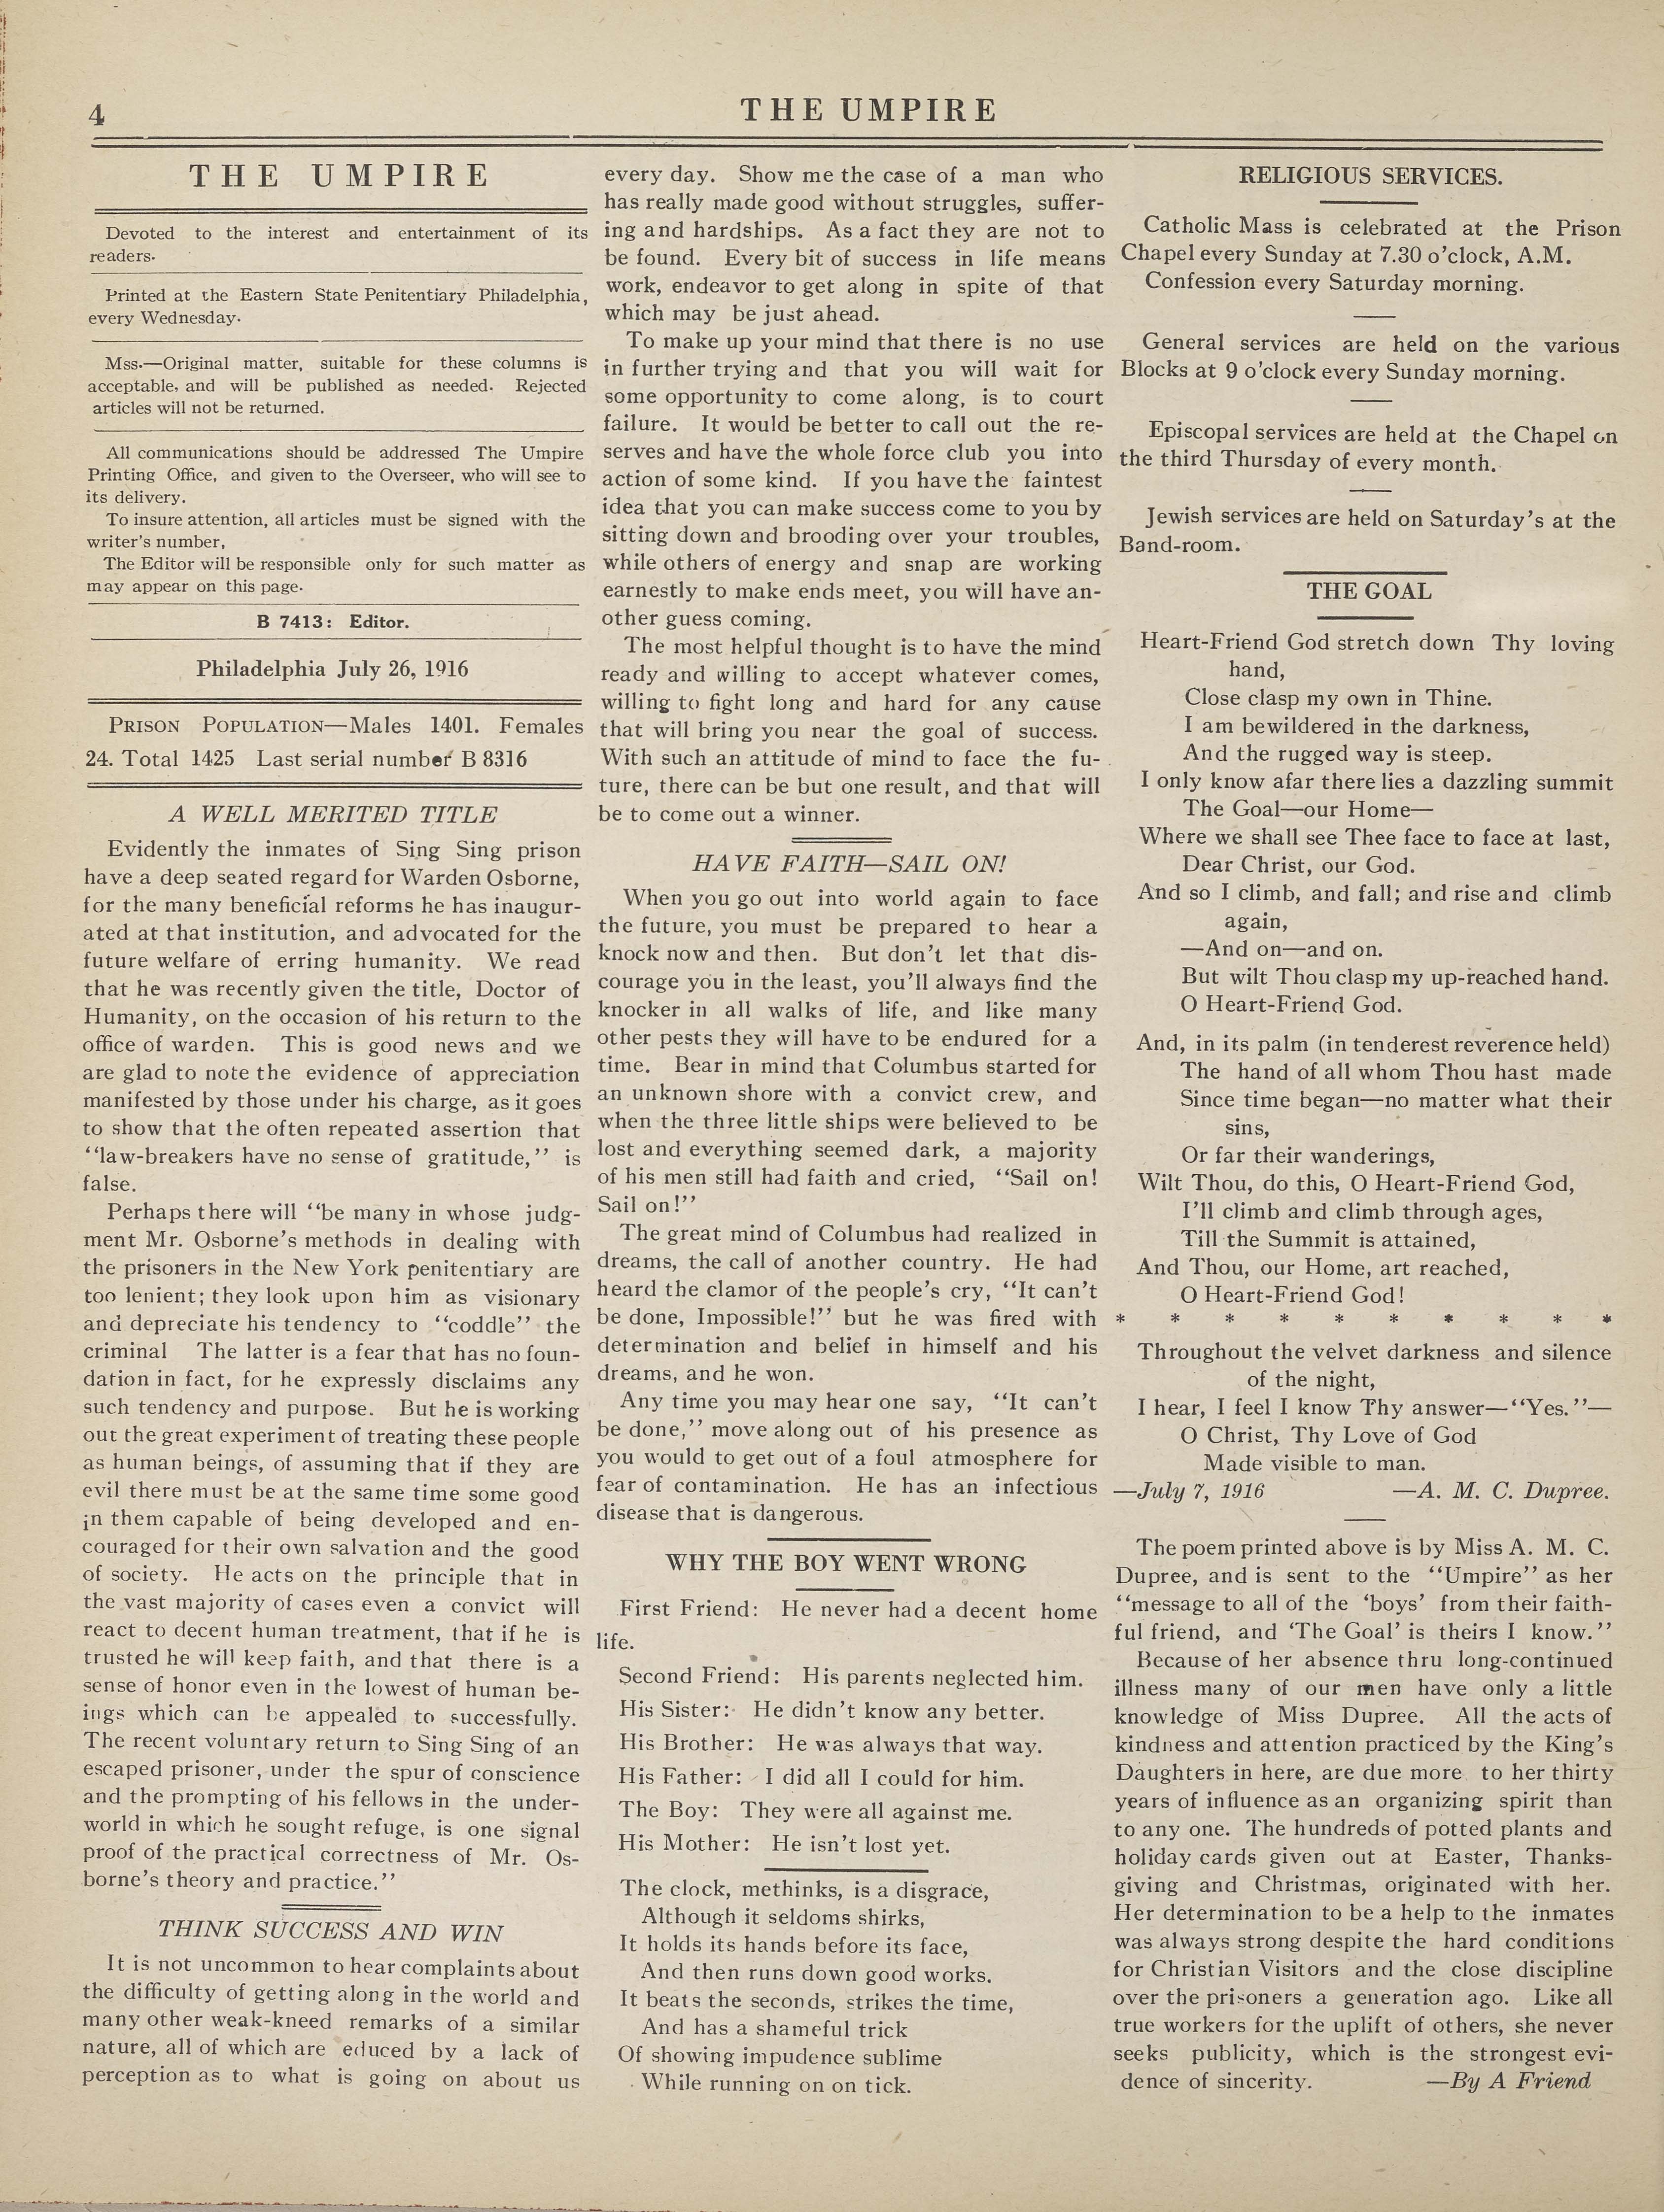 4
THE UMPIRE
THE UMPIRE
Devoted to the interest and entertainment of its
readers.
Printed at the Eastern State Penitentiary Philadelphia,
every Wednesday.
Mss.—Original matter, suitable for these columns is
acceptable, and will be published as needed. Rejected
articles will not be returned.
All communications should be addressed The Umpire
Printing Office, and given to the Overseer, who will see to
its delivery.
To insure attention, all articles must be signed with the
writer's number,
The Editor will be responsible only for such matter as
may appear on this page.
B 7413: Editor.
Philadelphia July 26, 1916
PRISON POPULATION—Males 1401. Females
24. Total 1425 Last serial number B 8316
A WELL MERITED TITLE
Evidently the inmates of Sing Sing prison
have a deep seated regard for Warden Osborne,
for the many beneficial reforms he has inaugur-
ated at that institution, and advocated for the
future welfare of erring humanity. We read
that he was recently given the title, Doctor of
Humanity, on the occasion of his return to the
office of warden. This is good news and we
are glad to note the evidence of appreciation
manifested by those under his charge, as it goes
to show that the often repeated assertion that
"law-breakers have no sense of gratitude," is
false.
Perhaps there will "be many in whose judg-
ment Mr. Osborne's methods in dealing with
the prisoners in the New York penitentiary are
too lenient; they look upon him as visionary
and depreciate his tendency to "coddle" the
criminal The latter is a fear that has no foun-
dation in fact, for he expressly disclaims any
such tendency and purpose. But he is working
out the great experiment of treating these people
as human beings, of assuming that if they are
evil there must be at the same time some good
in them capable of being developed and en-
couraged for their own salvation and the good
of society. He acts on the principle that in
the vast majority of cases even a convict will
react to decent human treatment, that if he is
trusted he will keep faith, and that there is a
sense of honor even in the lowest of human be-
ings which can be appealed to successfully.
The recent voluntary return to Sing Sing of an
escaped prisoner, under the spur of conscience
and the prompting of his fellows in the under-
world in which he sought refuge, is one signal
proof of the practical correctness of Mr. Os-
borne's theory and practice."
THINK SUCCESS AND WIN
It is not uncommon to hear complaints about
the difficulty of getting along in the world and
many other weak-kneed remarks of a similar
nature, all of which are educed by a lack of
perception as to what is going on about us
every day. Show me the case of a man who
has really made good without struggles, suffer-
ing and hardships. As a fact they are not to
be found. Every bit of success in life means
work, endeavor to get along in spite of that
which may be just ahead.
To make up your mind that there is no use
in further trying and that you will wait for
some opportunity to come along, is to court
failure. It would be better to call out the re-
serves and have the whole force club you into
action of some kind. If you have the faintest
idea that you can make success come to you by
sitting down and brooding over your troubles,
while others of energy and snap are working
earnestly to make ends meet, you will have an-
other guess coming.
The most helpful thought is to have the mind
ready and willing to accept whatever comes,
willing to fight long and hard for any cause
that will bring you near the goal of success.
With such an attitude of mind to face the fu-
ture, there can be but one result, and that will
be to come out a winner.
HAVE FAITH—SAIL ON!
When you go out into world again to face
the future, you must be prepared to hear a
knock now and then. But don't let that dis-
courage you in the least, you'll always find the
knocker in all walks of life, and like many
other pests they will have to be endured for a
time. Bear in mind that Columbus started for
an unknown shore with a convict crew, and
when the three little ships were believed to be
lost and everything seemed dark, a majority
of his men still had faith and cried, "Sail on!
Sail on!"
The great mind of Columbus had realized in
dreams, the call of another country. He had
heard the clamor of the people's cry, "It can't
be done, Impossible!" but he was fired with
determination and belief in himself and his
dreams, and he won.
Any time you may hear one say, "It can't
be done," move along out of his presence as
you would to get out of a foul atmosphere for
fear of contamination. He has an infectious
disease that is dangerous.
WHY THE BOY WENT WRONG
First Friend: He never had a decent home
life.
Second Friend: His parents neglected him.
His Sister: He didn't know any better.
His Brother: He was always that way.
His Father: I did all I could for him.
The Boy: They were all against me.
His Mother: He isn't lost yet.
The clock, methinks, is a disgrace,
Although it seldoms shirks,
It holds its hands before its face,
And then runs down good works.
It beats the seconds, strikes the time,
And has a shameful trick
Of showing impudence sublime
While running on on tick.
RELIGIOUS SERVICES.
Catholic Mass is celebrated at the Prison
Chapel every Sunday at 7.30 o'clock, A.M.
Confession every Saturday morning.
General services are held on the various
Blocks at 9 o'clock every Sunday morning.
Episcopal services are held at the Chapel on
the third Thursday of every month.
Jewish services are held on Saturday's at the
Band-room.
THE GOAL
Heart-Friend God stretch down Thy loving
hand,
Close clasp my own in Thine.
I am bewildered in the darkness,
And the rugged way is steep.
I only know afar there lies a dazzling summit
The Goal—our Home—
Where we shall see Thee face to face at last,
Dear Christ, our God.
And so I climb, and fall; and rise and climb
again,
—And on—and on.
But wilt Thou clasp my up-reached hand.
O Heart-Friend God.
And, in its palm (in tenderest reverence held)
The hand of all whom Thou hast made
Since time began—no matter what their
sins,
Or far their wanderings,
Wilt Thou, do this, O Heart-Friend God,
I'll climb and climb through ages,
Till the Summit is attained,
And Thou, our Home, art reached,
O Heart-Friend God!
* * * * * * * * * *
Throughout the velvet darkness and silence
of the night,
I hear, I feel I know Thy answer—"Yes."—
O Christ, Thy Love of God
Made visible to man.
—July 7, 1916 —A. M. C. Dupree.
The poem printed above is by Miss A. M. C.
Dupree, and is sent to the "Umpire" as her
"message to all of the 'boys' from their faith-
ful friend, and 'The Goal' is theirs I know."
Because of her absence thru long-continued
illness many of our men have only a little
knowledge of Miss Dupree. All the acts of
kindness and attention practiced by the King's
Daughters in here, are due more to her thirty
years of influence as an organizing spirit than
to any one. The hundreds of potted plants and
holiday cards given out at Easter, Thanks-
giving and Christmas, originated with her.
Her determination to be a help to the inmates
was always strong despite the hard conditions
for Christian Visitors and the close discipline
over the prisoners a generation ago. Like all
true workers for the uplift of others, she never
seeks publicity, which is the strongest evi-
dence of sincerity. —By A Friend